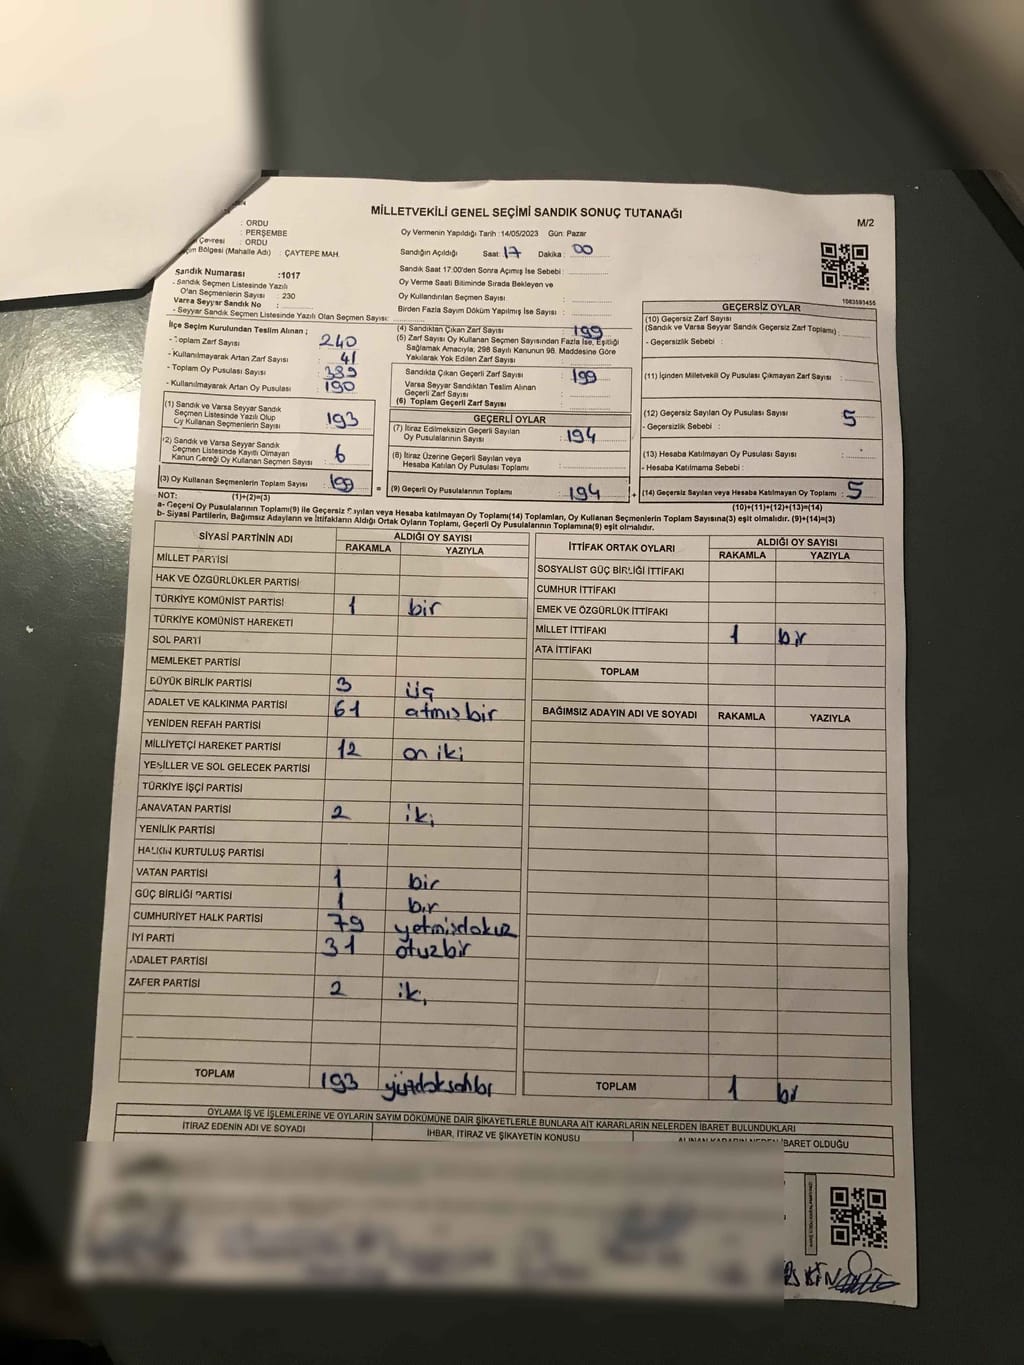 MİLLETVEKİLİ GENEL SEÇİMİ SANDIK SONUÇ TUTANAĞI
M/2
: ORDU
: PERŞEMBE
Çevresi : ORDU
Bölgesi (Mahalle Adı) : ÇAYTEPE MAH.
Sandık Numarası :1017
- Sandık Seçmen Listesinde Yazılı
Olan Seçmenlerin Sayısı : 230
Varsa Seyyar Sandık No :
- Seyyar Sandık Seçmen Listesinde Yazılı Olan Seçmen Sayısı:
Oy Vermenin Yapıldığı Tarih :14/05/2023 Gün: Pazar
Sandığın Açıldığı Saat: 17 Dakika : 00
Sandık Saat 17:00'den Sonra Açımış İse Sebebi :
Oy Verme Saati Bitiminde Sırada Bekleyen ve
Oy Kullandırılan Seçmen Sayısı :
Birden Fazla Sayım Döküm Yapılmış İse Sayısı :
1083593455
İlçe Seçim Kurulundan Teslim Alınan ;
- Toplam Zarf Sayısı : 240
- Kullanılmayarak Artan Zarf Sayısı : 41
- Toplam Oy Pusulası Sayısı : 389
- Kullanılmayarak Artan Oy Pusulası : 190
(1) Sandık ve Varsa Seyyar Sandık
Seçmen Listesinde Yazılı Olup
Oy Kullanan Seçmenlerin Sayısı : 193
(2) Sandık ve Varsa Seyyar Sandık
Seçmen Listesinde Kayıtlı Olmayan
Kanun Gereği Oy Kullanan Seçmen Sayısı : 6
(3) Oy Kullanan Seçmenlerin Toplam Sayısı : 199
(4) Sandıktan Çıkan Zarf Sayısı : 199
(5) Zarf Sayısı Oy Kullanan Seçmen Sayısından Fazla İse, Eşitliği
Sağlamak Amacıyla, 298 Sayılı Kanunun 98. Maddesine Göre
Yakılarak Yok Edilen Zarf Sayısı :
Sandıkta Çıkan Geçerli Zarf Sayısı : 199
Varsa Seyyar Sandıktan Teslim Alınan
Geçerli Zarf Sayısı :
(6) Toplam Geçerli Zarf Sayısı :
GEÇERLİ OYLAR
(7) İtiraz Edilmeksizin Geçerli Sayılan
Oy Pusulalarının Sayısı : 194
(8) İtiraz Üzerine Geçerli Sayılan veya
Hesaba Katılan Oy Pusulası Toplamı :
= (9) Geçerli Oy Pusulalarının Toplamı : 194
GEÇERSİZ OYLAR
(10) Geçersiz Zarf Sayısı
(Sandık ve Varsa Seyyar Sandık Geçersiz Zarf Toplamı) :
- Geçersizlik Sebebi :
(11) İçinden Milletvekili Oy Pusulası Çıkmayan Zarf Sayısı :
(12) Geçersiz Sayılan Oy Pusulası Sayısı : 5
- Geçersizlik Sebebi :
(13) Hesaba Katılmayan Oy Pusulası Sayısı :
- Hesaba Katılmama Sebebi :
+ (14) Geçersiz Sayılan veya Hesaba Katılmayan Oy Toplamı : 5
NOT: (1)+(2)=(3)
(10)+(11)+(12)+(13)=(14)
a- Geçerli Oy Pusulaları Toplamı(9) ile Geçersiz Sayılan veya Hesaba katılmayan Oy Toplamı(14) Toplamları, Oy Kullanan Seçmenlerin Toplam Sayısına(3) eşit olmalıdır. (9)+(14)=(3)
b- Siyasi Partilerin, Bağımsız Adayların ve İttifakların Aldığı Ortak Oyların Toplamı, Geçerli Oy Pusulalarının Toplamına(9) eşit olmalıdır.
SİYASİ PARTİNİN ADI ALDIĞI OY SAYISI
RAKAMLA YAZIYLA
MİLLET PARTİSİ
HAK VE ÖZGÜRLÜKLER PARTİSİ
TÜRKİYE KOMÜNİST PARTİSİ 1 bir
TÜRKİYE KOMÜNİST HAREKETİ
SOL PARTİ
MEMLEKET PARTİSİ
BÜYÜK BİRLİK PARTİSİ 3 üç
ADALET VE KALKINMA PARTİSİ 61 atmış bir
YENİDEN REFAH PARTİSİ
MİLLİYETÇİ HAREKET PARTİSİ 12 on iki
YEŞİLLER VE SOL GELECEK PARTİSİ
TÜRKİYE İŞÇİ PARTİSİ
ANAVATAN PARTİSİ 2 iki
YENİLİK PARTİSİ
HALKIN KURTULUŞ PARTİSİ
VATAN PARTİSİ 1 bir
GÜÇ BİRLİĞİ PARTİSİ 1 bır
CUMHURİYET HALK PARTİSİ 79 yetmişdokuz
İYİ PARTİ 31 otuzbir
ADALET PARTİSİ
ZAFER PARTİSİ 2 iki
TOPLAM 193
İTTİFAK ORTAK OYLARI ALDIĞI OY SAYISI
RAKAMLA YAZIYLA
SOSYALİST GÜÇ BİRLİĞİ İTTİFAKI
CUMHUR İTTİFAKI
EMEK VE ÖZGÜRLÜK İTTİFAKI
MİLLET İTTİFAKI 1 bir
ATA İTTİFAKI
TOPLAM
BAĞIMSIZ ADAYIN ADI VE SOYADI RAKAMLA YAZIYLA
TOPLAM 1 bir
OYLAMA İŞ VE İŞLEMLERİNE VE OYLARIN SAYIM DÖKÜMÜNE DAİR ŞİKAYETLERLE BUNLARA AİT KARARLARIN NELERDEN İBARET BULUNDUKLARI
İTİRAZ EDENİN ADI VE SOYADI İHBAR, İTİRAZ VE ŞİKAYETİN KONUSU ALINAN KARARIN NEDEN İBARET OLDUĞU